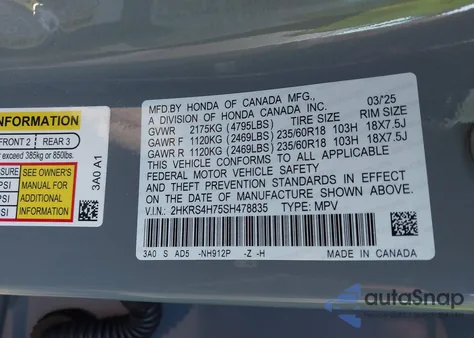 INFORMATION
FRONT 2 REAR 3
exceed 385kg or 850lbs.
SEE OWNER'S
MANUAL FOR
ADDITIONAL
INFORMATION
PSI
PSI
3A0 A1
MFD.BY HONDA OF CANADA MFG., 03/25
A DIVISION OF HONDA CANADA INC.
GVWR 2175KG (4795LBS) TIRE SIZE RIM SIZE
GAWR F 1120KG (2469LBS) 235/60R18 103H 18X7.5J
GAWR R 1120KG (2469LBS) 235/60R18 103H 18X7.5J
THIS VEHICLE CONFORMS TO ALL APPLICABLE
FEDERAL MOTOR VEHICLE SAFETY, BUMPER, AND
THEFT PREVENTION STANDARDS IN EFFECT ON THE
DATE OF MANUFACTURE SHOWN ABOVE.
V.I.N.: 2HKRS4H75SH478835 TYPE: MPV
3A0 S AD5 -NH912P -Z -H MADE IN CANADA
autoSnap
POWERED BY